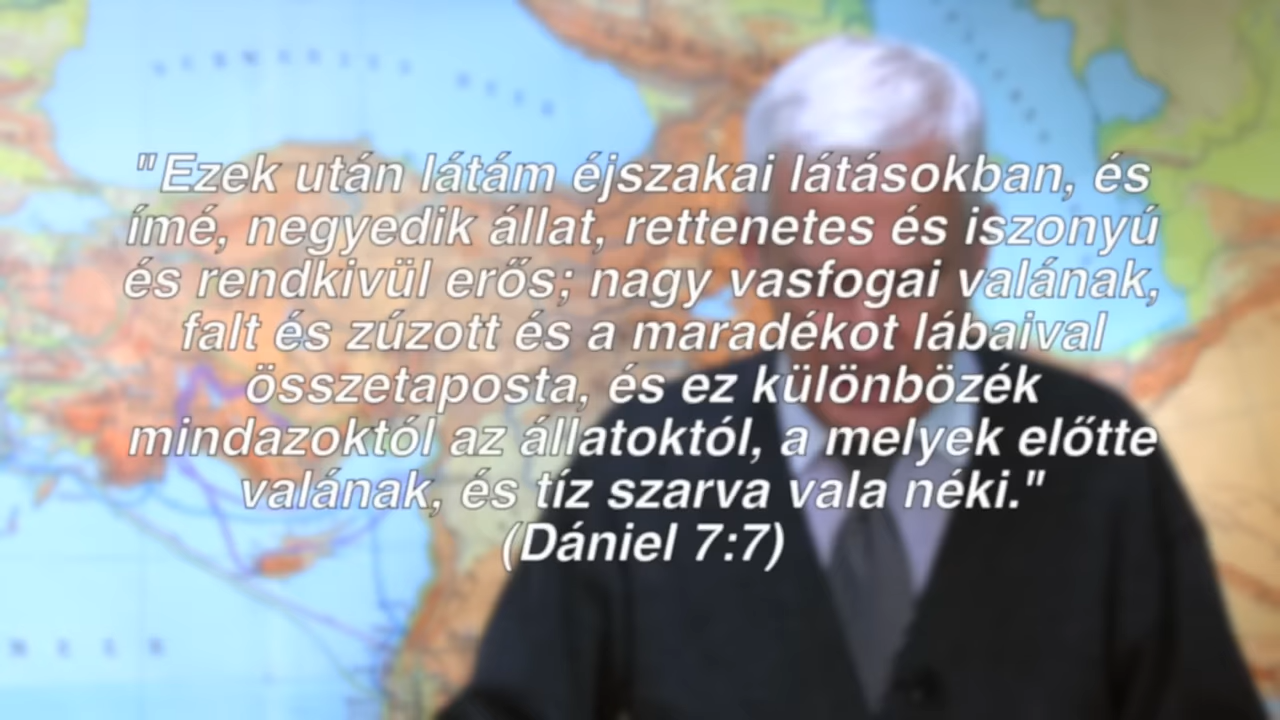 "Ezekután látám éjszakai látásokban, és
ímé, negyedik állat, rettenetes és iszonyú
és rendkivül erős; nagy vasfogai valának,
falt és zúzott és a maradékot lábaival
összetaposta, és ez különbözék
mindazoktól az állatoktól, a melyek előtte
valának, és tíz szarva vala néki."
(Dániel 7:7)